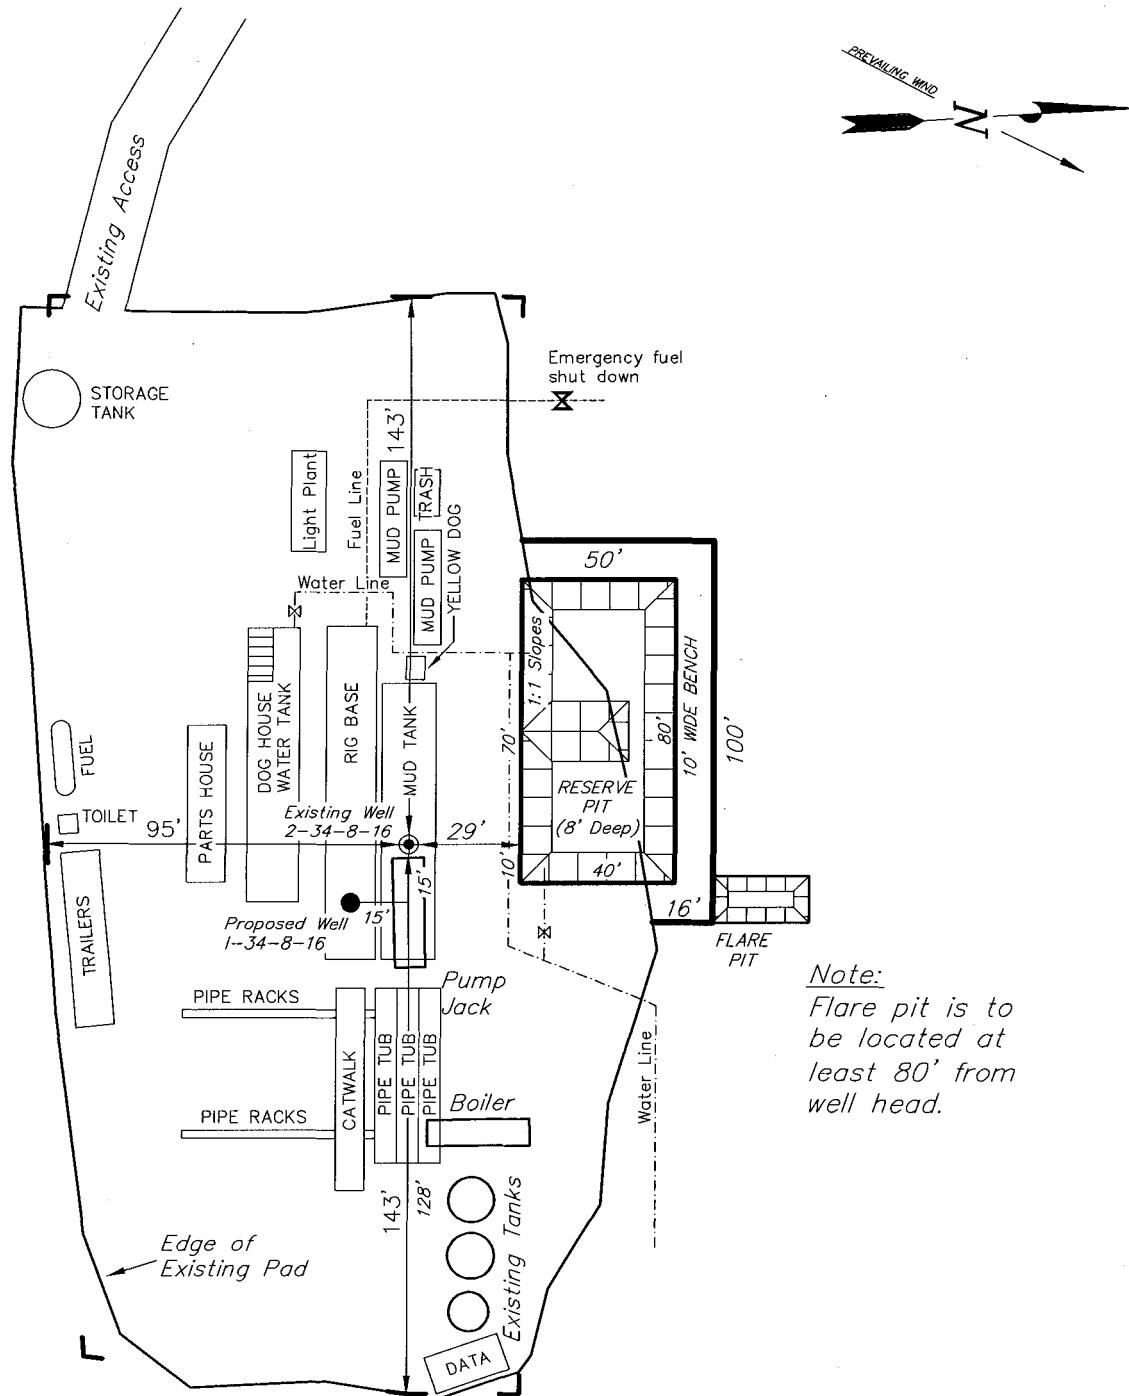 PREVAILING WIND
N
Existing Access
STORAGE
TANK
Emergency fuel
shut down
143'
Light Plant
Fuel Line
MUD PUMP
TRASH
MUD PUMP
YELLOW DOG
Water Line
50'
1:1 Slopes
DOG HOUSE
WATER TANK
RIG BASE
MUD TANK
70'
80'
10' WIDE BENCH
100'
FUEL
TOILET
PARTS HOUSE
RESERVE
PIT
(8' Deep)
Existing Well
2-34-8-16
95'
29'
10'
40'
15'
15'
Proposed Well
1-34-8-16
16'
FLARE
PIT
TRAILERS
Pump
Jack
PIPE RACKS
CATWALK
PIPE TUB
PIPE TUB
PIPE TUB
PIPE RACKS
Boiler
Water Line
Note:
Flare pit is to
be located at
least 80' from
well head.
143'
128'
Existing Tanks
Edge of
Existing Pad
DATA